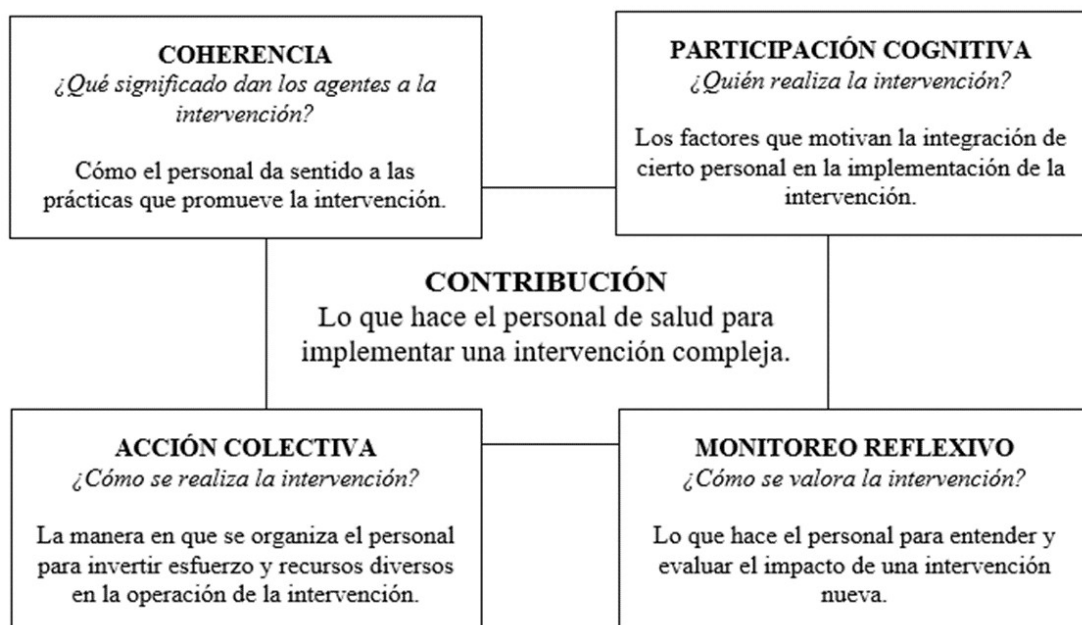 COHERENCIA
¿Qué significado dan los agentes a la
intervención?
Cómo el personal da sentido a las
prácticas que promueve la intervención.
PARTICIPACIÓN COGNITIVA
¿Quién realiza la intervención?
Los factores que motivan la integración de
cierto personal en la implementación de la
intervención.
CONTRIBUCIÓN
Lo que hace el personal de salud para
implementar una intervención compleja.
ACCIÓN COLECTIVA
¿Cómo se realiza la intervención?
La manera en que se organiza el personal
para invertir esfuerzo y recursos diversos
en la operación de la intervención.
MONITOREO REFLEXIVO
¿Cómo se valora la intervención?
Lo que hace el personal para entender y
evaluar el impacto de una intervención
nueva.